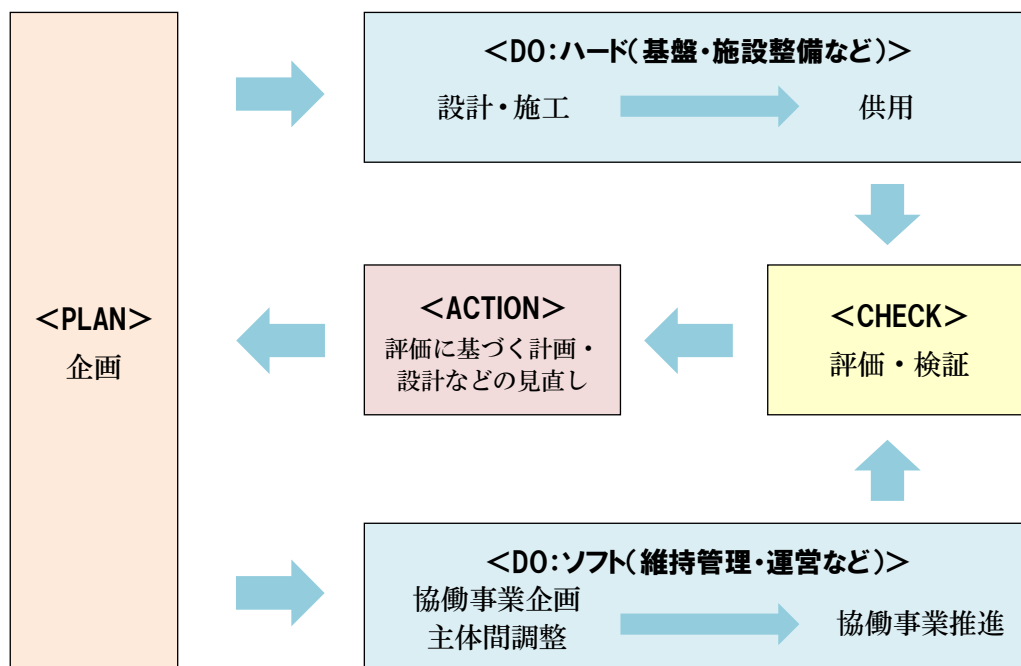 <PLAN>
企画
<DO:ハード(基盤・施設整備など)>
設計・施工
供用
<CHECK>
評価・検証
<ACTION>
評価に基づく計画・
設計などの見直し
<DO:ソフト(維持管理・運営など)>
協働事業企画
主体間調整
協働事業推進